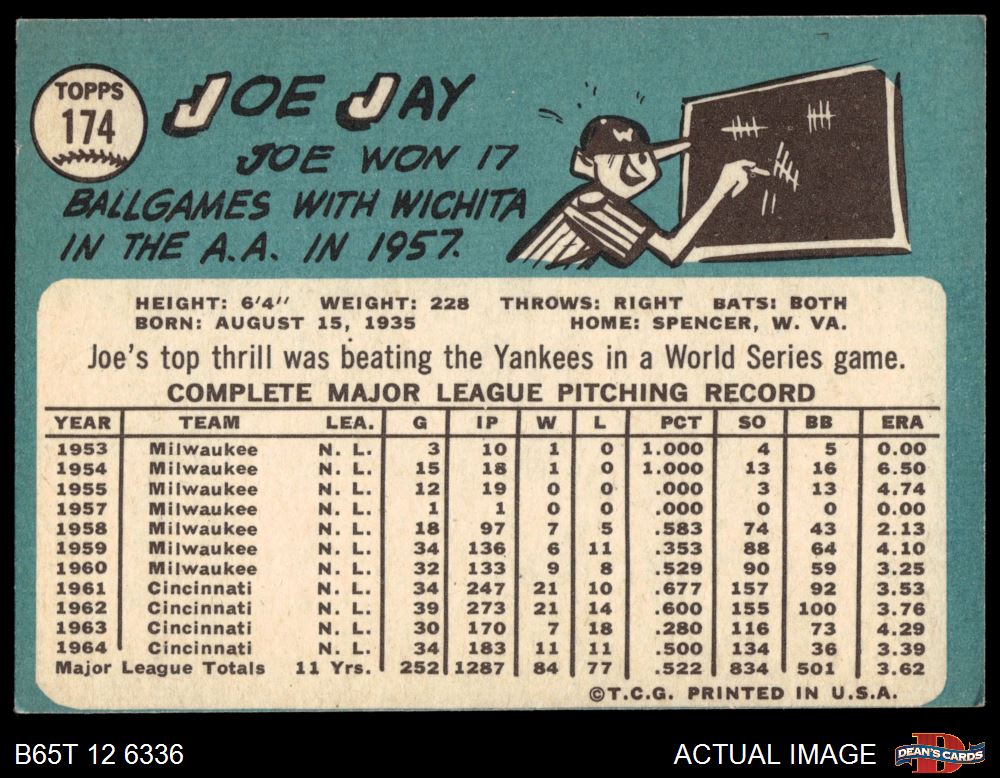 TOPPS
174
JOE JAY
JOE WON 17
BALLGAMES WITH WICHITA
IN THE A.A. IN 1957.
W
HEIGHT: 6'4" WEIGHT: 228 THROWS: RIGHT BATS: BOTH
BORN: AUGUST 15, 1935 HOME: SPENCER, W. VA.
Joe's top thrill was beating the Yankees in a World Series game.
COMPLETE MAJOR LEAGUE PITCHING RECORD
YEAR TEAM LEA. G IP W L PCT SO BB ERA
1953 Milwaukee N. L. 3 10 1 0 1.000 4 5 0.00
1954 Milwaukee N. L. 15 18 1 0 1.000 13 16 6.50
1955 Milwaukee N. L. 12 19 0 0 .000 3 13 4.74
1957 Milwaukee N. L. 1 1 0 0 .000 0 0 0.00
1958 Milwaukee N. L. 18 97 7 5 .583 74 43 2.13
1959 Milwaukee N. L. 34 136 6 11 .353 88 64 4.10
1960 Milwaukee N. L. 32 133 9 8 .529 90 59 3.25
1961 Cincinnati N. L. 34 247 21 10 .677 157 92 3.53
1962 Cincinnati N. L. 39 273 21 14 .600 155 100 3.76
1963 Cincinnati N. L. 30 170 7 18 .280 116 73 4.29
1964 Cincinnati N. L. 34 183 11 11 .500 134 36 3.39
Major League Totals 11 Yrs. 252 1287 84 77 .522 834 501 3.62
©T.C.G. PRINTED IN U.S.A.
B65T 12 6336 ACTUAL IMAGE
D
DEAN'S CARDS